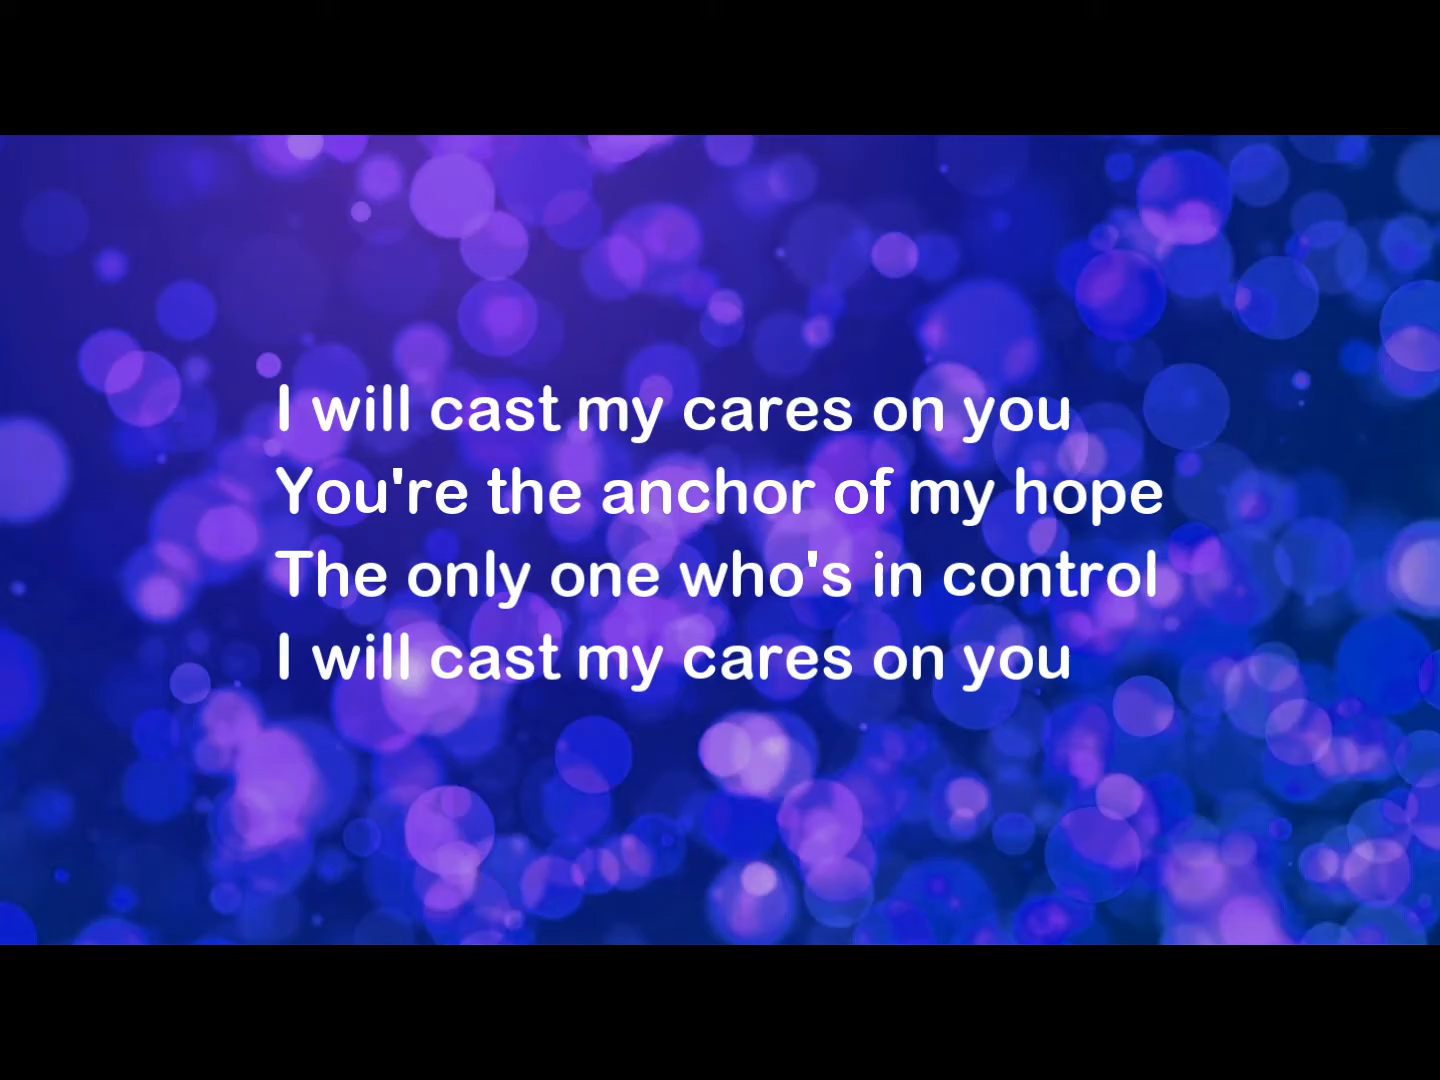 I will cast my cares on you
You're the anchor of my hope
The only one who's in control
I will cast my cares on you